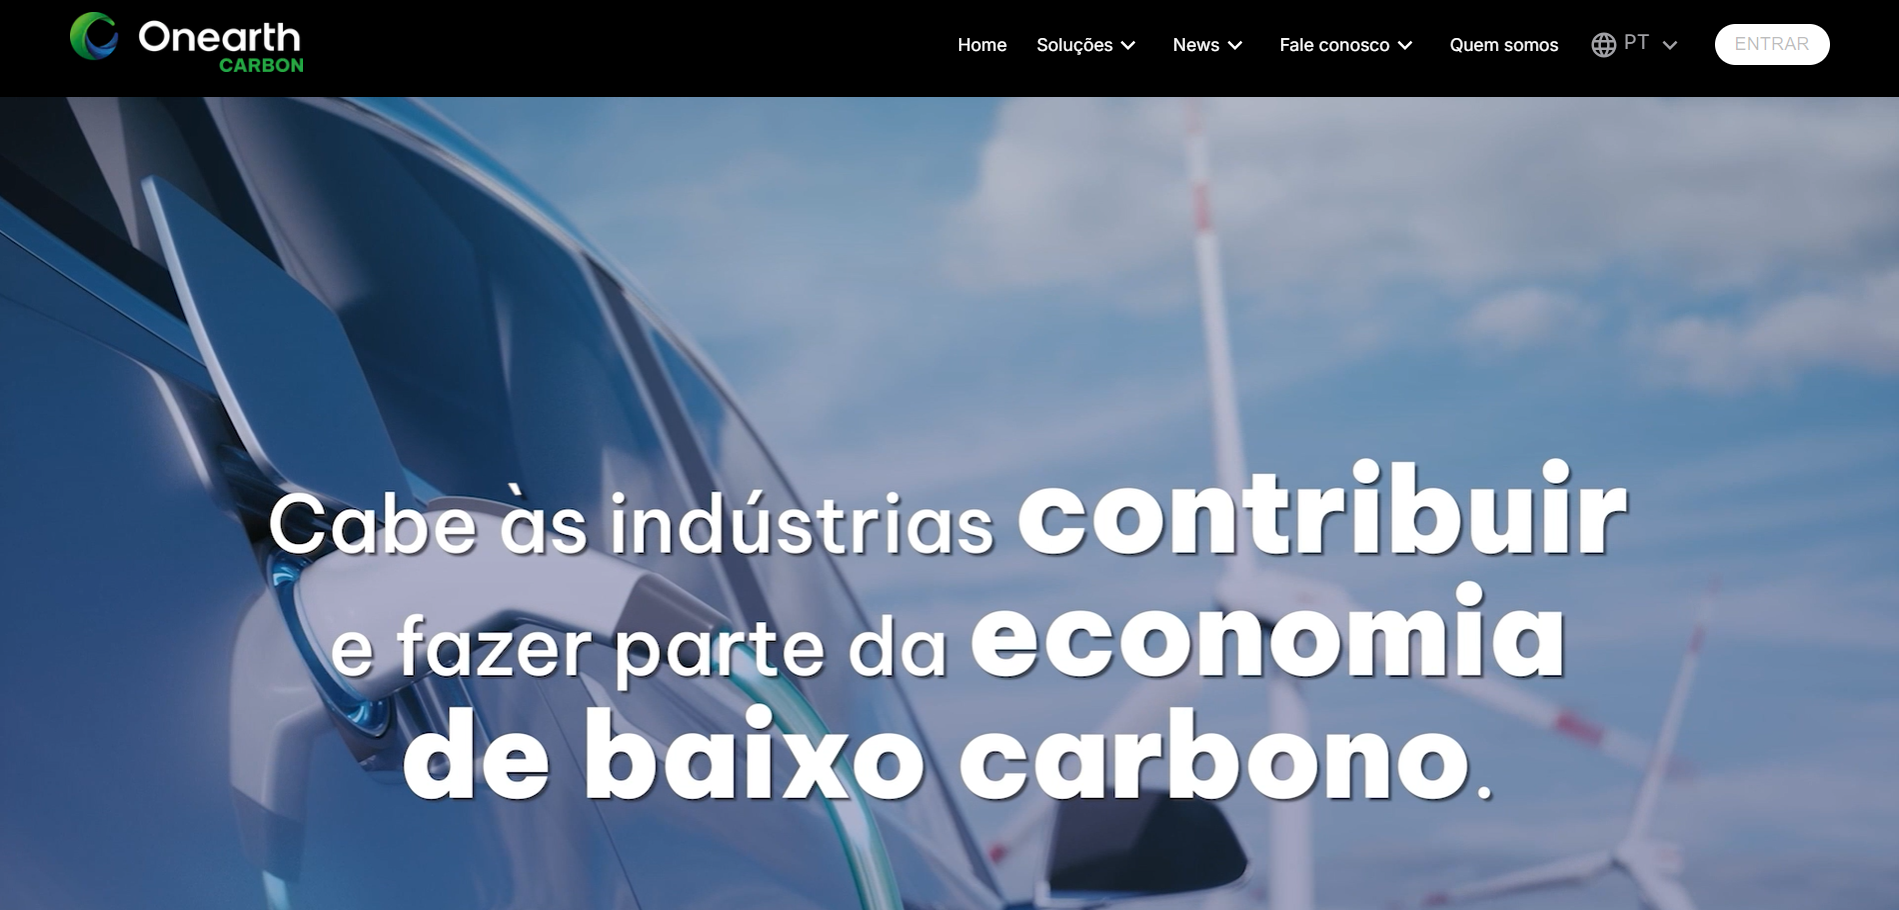 Onearth
CARBON
Home Soluções News Fale conosco Quem somos PT ENTRAR
Cabe às indústrias contribuir
e fazer parte da economia
de baixo carbono.